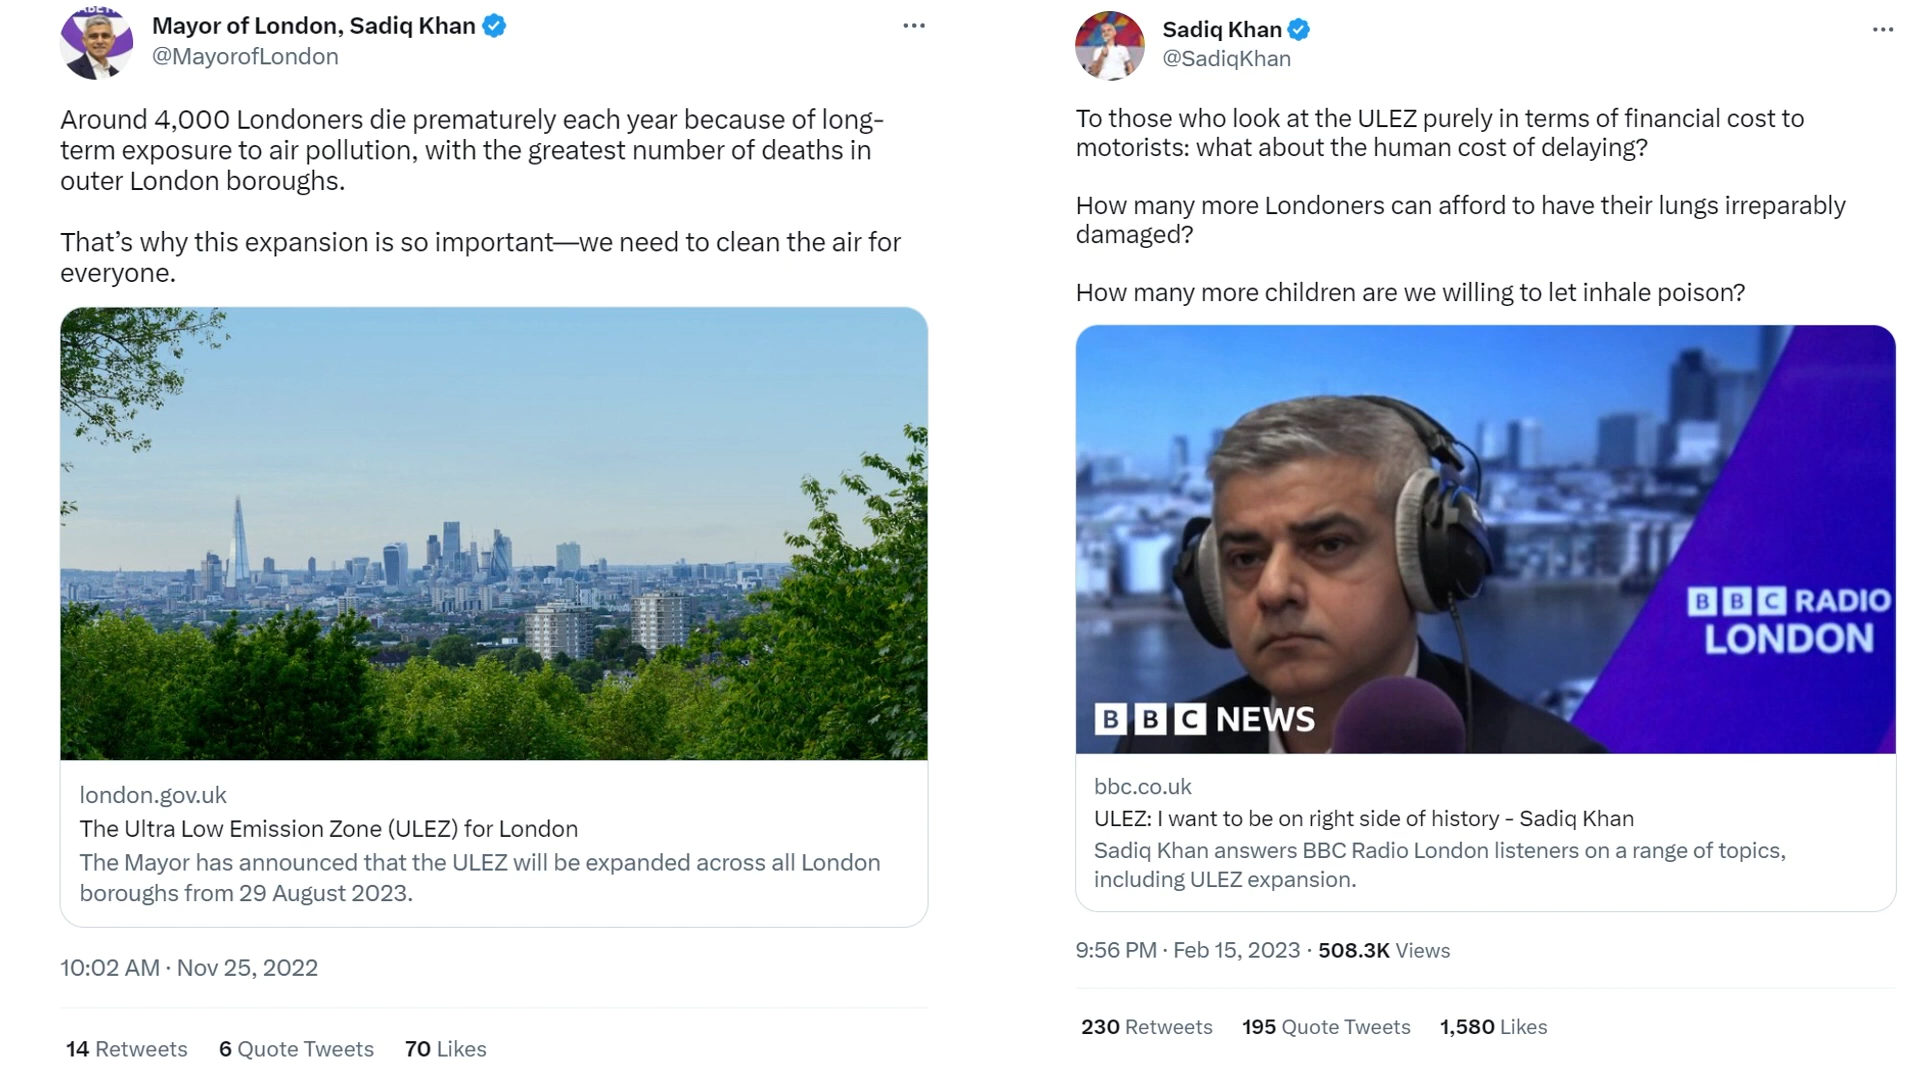 Mayor of London, Sadiq Khan
@MayorofLondon
Around 4,000 Londoners die prematurely each year because of long-
term exposure to air pollution, with the greatest number of deaths in
outer London boroughs.
That’s why this expansion is so important—we need to clean the air for
everyone.
london.gov.uk
The Ultra Low Emission Zone (ULEZ) for London
The Mayor has announced that the ULEZ will be expanded across all London
boroughs from 29 August 2023.
10:02 AM · Nov 25, 2022
14 Retweets 6 Quote Tweets 70 Likes
Sadiq Khan
@SadiqKhan
To those who look at the ULEZ purely in terms of financial cost to
motorists: what about the human cost of delaying?
How many more Londoners can afford to have their lungs irreparably
damaged?
How many more children are we willing to let inhale poison?
BBC RADIO
LONDON
BBC NEWS
bbc.co.uk
ULEZ: I want to be on right side of history - Sadiq Khan
Sadiq Khan answers BBC Radio London listeners on a range of topics,
including ULEZ expansion.
9:56 PM · Feb 15, 2023 · 508.3K Views
230 Retweets 195 Quote Tweets 1,580 Likes